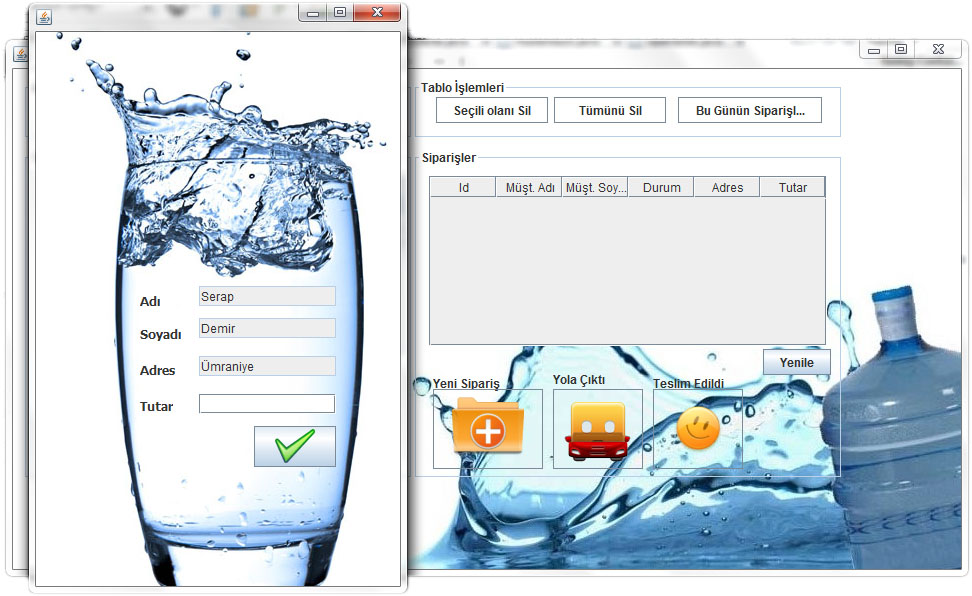 Adı Serap
Soyadı Demir
Adres Ümraniye
Tutar
Tablo İşlemleri
Seçili olanı Sil Tümünü Sil Bu Günün Siparişl...
Siparişler
Id Müşt. Adı Müşt. Soy... Durum Adres Tutar
Yenile
Yeni Sipariş Yola Çıktı Teslim Edildi